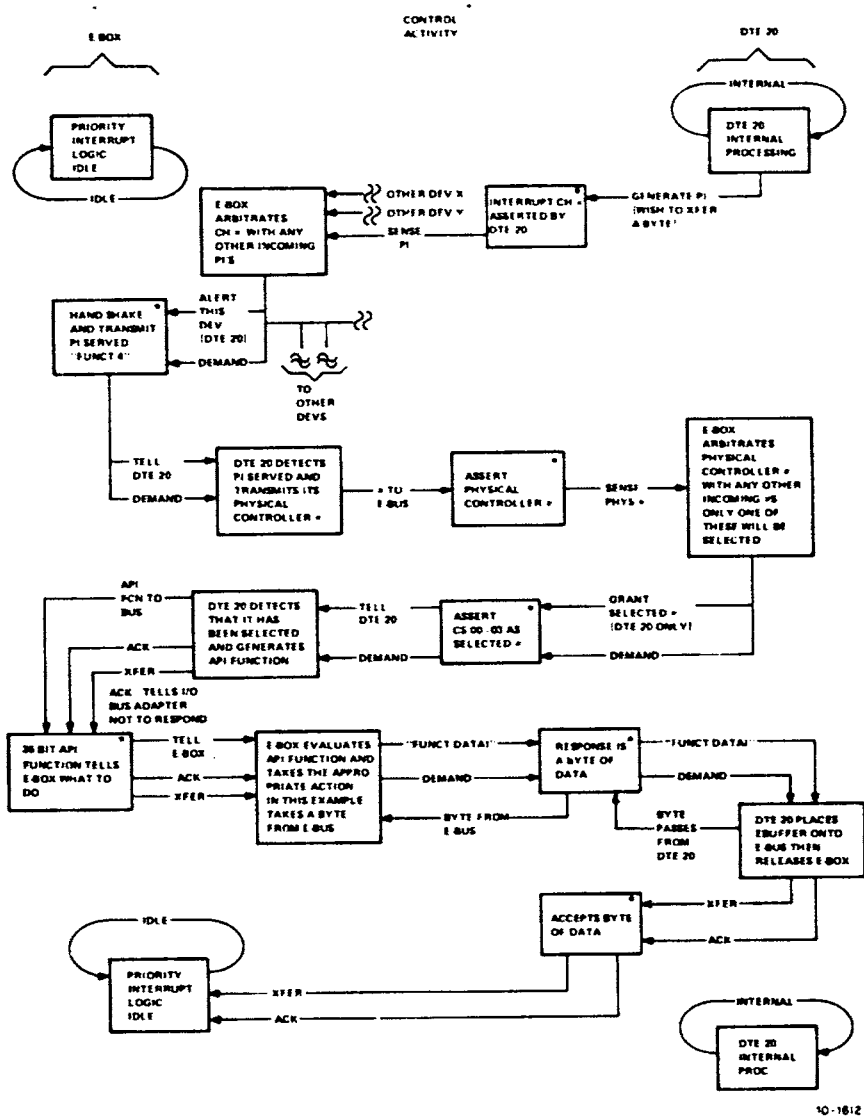 CONTROL
ACTIVITY
E-BOX
DTE 20
INTERNAL
PRIORITY
INTERRUPT
LOGIC
IDLE
IDLE
DTE 20
INTERNAL
PROCESSING
E-BOX
ARBITRATES
CH # WITH ANY
OTHER INCOMING
PI'S
OTHER DEV X
OTHER DEV Y
SENSE
PI
INTERRUPT CH #
ASSERTED BY
DTE 20
GENERATE PI
(WISH TO XFER
A BYTE)
HAND SHAKE *
AND TRANSMIT
PI SERVED
"FUNCT 4"
ALERT
THIS
DEV
(DTE 20)
DEMAND
TO
OTHER
DEVS
TELL
DTE 20
DEMAND
DTE 20 DETECTS
PI SERVED AND
TRANSMITS ITS
PHYSICAL
CONTROLLER #
# TO
E-BUS
ASSERT *
PHYSICAL
CONTROLLER #
SENSE
PHYS #
E-BOX
ARBITRATES
PHYSICAL
CONTROLLER #
WITH ANY OTHER
INCOMING #S
ONLY ONE OF
THESE WILL BE
SELECTED
API
FCN TO
BUS
ACK
XFER
DTE 20 DETECTS
THAT IT HAS
BEEN SELECTED
AND GENERATES
API FUNCTION
TELL
DTE 20
DEMAND
ASSERT *
CS 00 - 03 AS
SELECTED #
GRANT
SELECTED #
(DTE 20 ONLY)
DEMAND
ACK TELLS I/O
BUS ADAPTER
NOT TO RESPOND
36 BIT API *
FUNCTION TELLS
E-BOX WHAT TO
DO
TELL
E-BOX
ACK
XFER
E-BOX EVALUATES
API FUNCTION AND
TAKES THE APPRO
PRIATE ACTION
IN THIS EXAMPLE
TAKES A BYTE
FROM E-BUS
"FUNCT DATAI"
DEMAND
BYTE FROM
E-BUS
RESPONSE IS *
A BYTE OF
DATA
"FUNCT DATAI"
DEMAND
BYTE
PASSES
FROM
DTE 20
DTE 20 PLACES
EBUFFER ONTO
E-BUS THEN
RELEASES E-BOX
XFER
ACK
ACCEPTS BYTE *
OF DATA
IDLE
PRIORITY
INTERRUPT
LOGIC
IDLE
XFER
ACK
INTERNAL
DTE 20
INTERNAL
PROC
10-1612